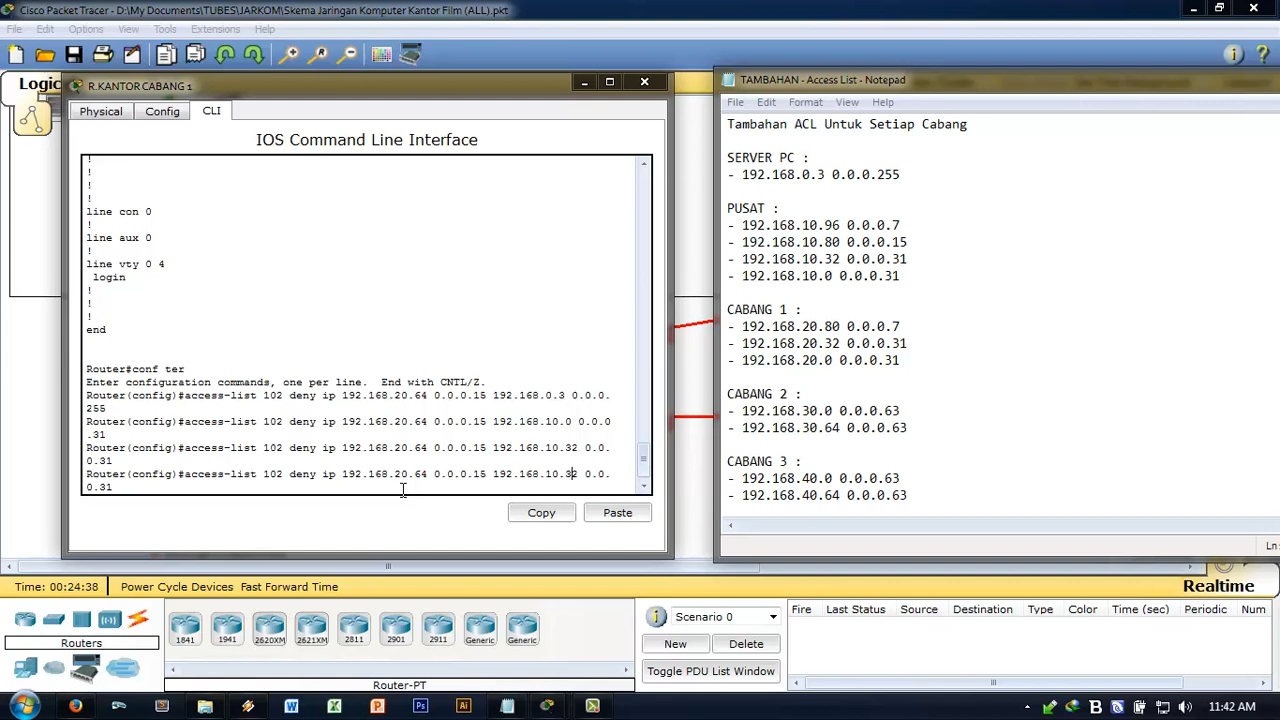 Cisco Packet Tracer - D:\My Documents\TUBES\JARKOM\Skema Jaringan Komputer Kantor Film (ALL).pkt
File Edit Options View Tools Extensions Help
Logic
R.KANTOR CABANG 1
Physical Config CLI
IOS Command Line Interface
!
!
!
!
line con 0
!
line aux 0
!
line vty 0 4
login
!
!
!
end
Router#conf ter
Enter configuration commands, one per line. End with CNTL/Z.
Router(config)#access-list 102 deny ip 192.168.20.64 0.0.0.15 192.168.0.3 0.0.0.
255
Router(config)#access-list 102 deny ip 192.168.20.64 0.0.0.15 192.168.10.0 0.0.0
.31
Router(config)#access-list 102 deny ip 192.168.20.64 0.0.0.15 192.168.10.32 0.0.
0.31
Router(config)#access-list 102 deny ip 192.168.20.64 0.0.0.15 192.168.10.32 0.0.
0.31
Copy Paste
TAMBAHAN - Access List - Notepad
File Edit Format View Help
Tambahan ACL Untuk Setiap Cabang
SERVER PC :
- 192.168.0.3 0.0.0.255
PUSAT :
- 192.168.10.96 0.0.0.7
- 192.168.10.80 0.0.0.15
- 192.168.10.32 0.0.0.31
- 192.168.10.0 0.0.0.31
CABANG 1 :
- 192.168.20.80 0.0.0.7
- 192.168.20.32 0.0.0.31
- 192.168.20.0 0.0.0.31
CABANG 2 :
- 192.168.30.0 0.0.0.63
- 192.168.30.64 0.0.0.63
CABANG 3 :
- 192.168.40.0 0.0.0.63
- 192.168.40.64 0.0.0.63
Ln
Time: 00:24:38 Power Cycle Devices Fast Forward Time
Realtime
Routers
1841 1941 2620XM 2621XM 2811 2901 2911 Generic Generic
Router-PT
Scenario 0
New Delete
Toggle PDU List Window
Fire Last Status Source Destination Type Color Time (sec) Periodic Num
11:42 AM